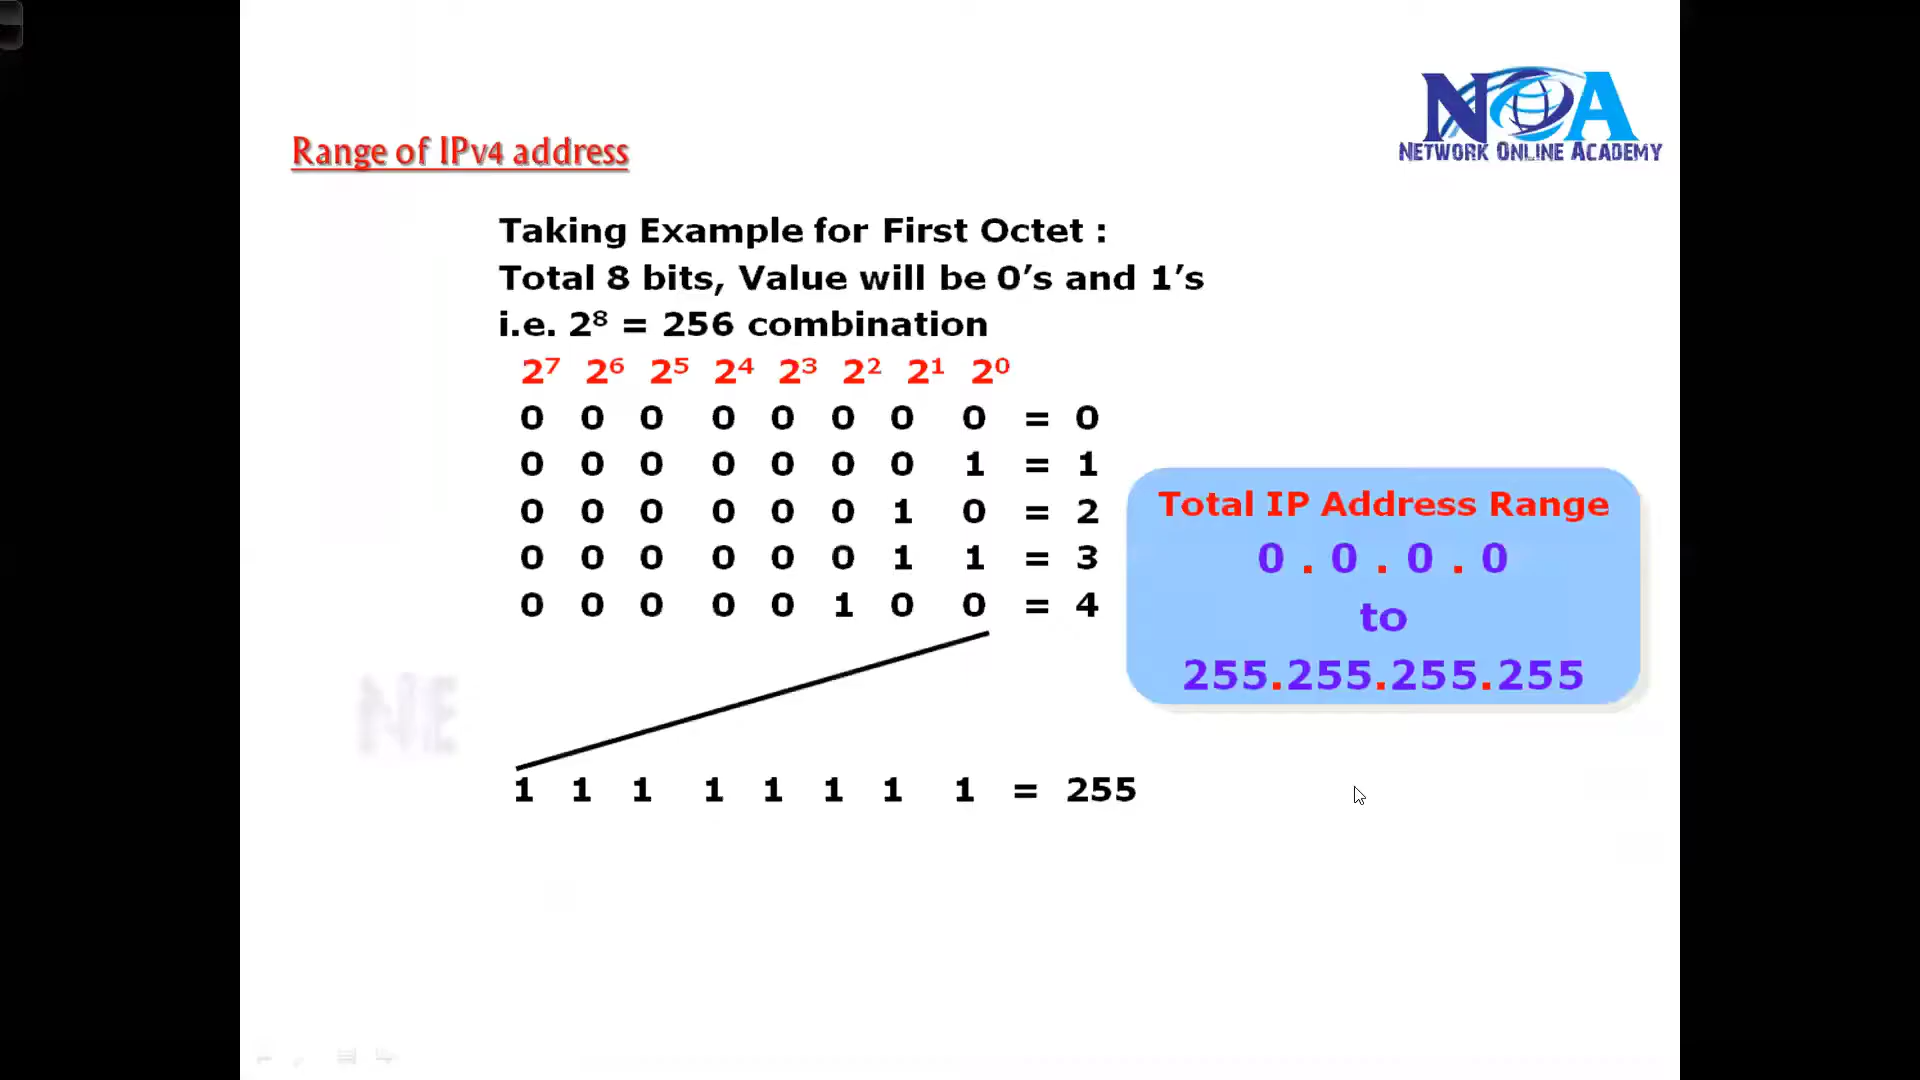 NOA
NETWORK ONLINE ACADEMY
Range of IPv4 address
Taking Example for First Octet :
Total 8 bits, Value will be 0’s and 1’s
i.e. 2⁸ = 256 combination
2⁷ 2⁶ 2⁵ 2⁴ 2³ 2² 2¹ 2⁰
0 0 0 0 0 0 0 0 = 0
0 0 0 0 0 0 0 1 = 1
0 0 0 0 0 0 1 0 = 2
0 0 0 0 0 0 1 1 = 3
0 0 0 0 0 1 0 0 = 4
1 1 1 1 1 1 1 1 = 255
Total IP Address Range
0 . 0 . 0 . 0
to
255.255.255.255